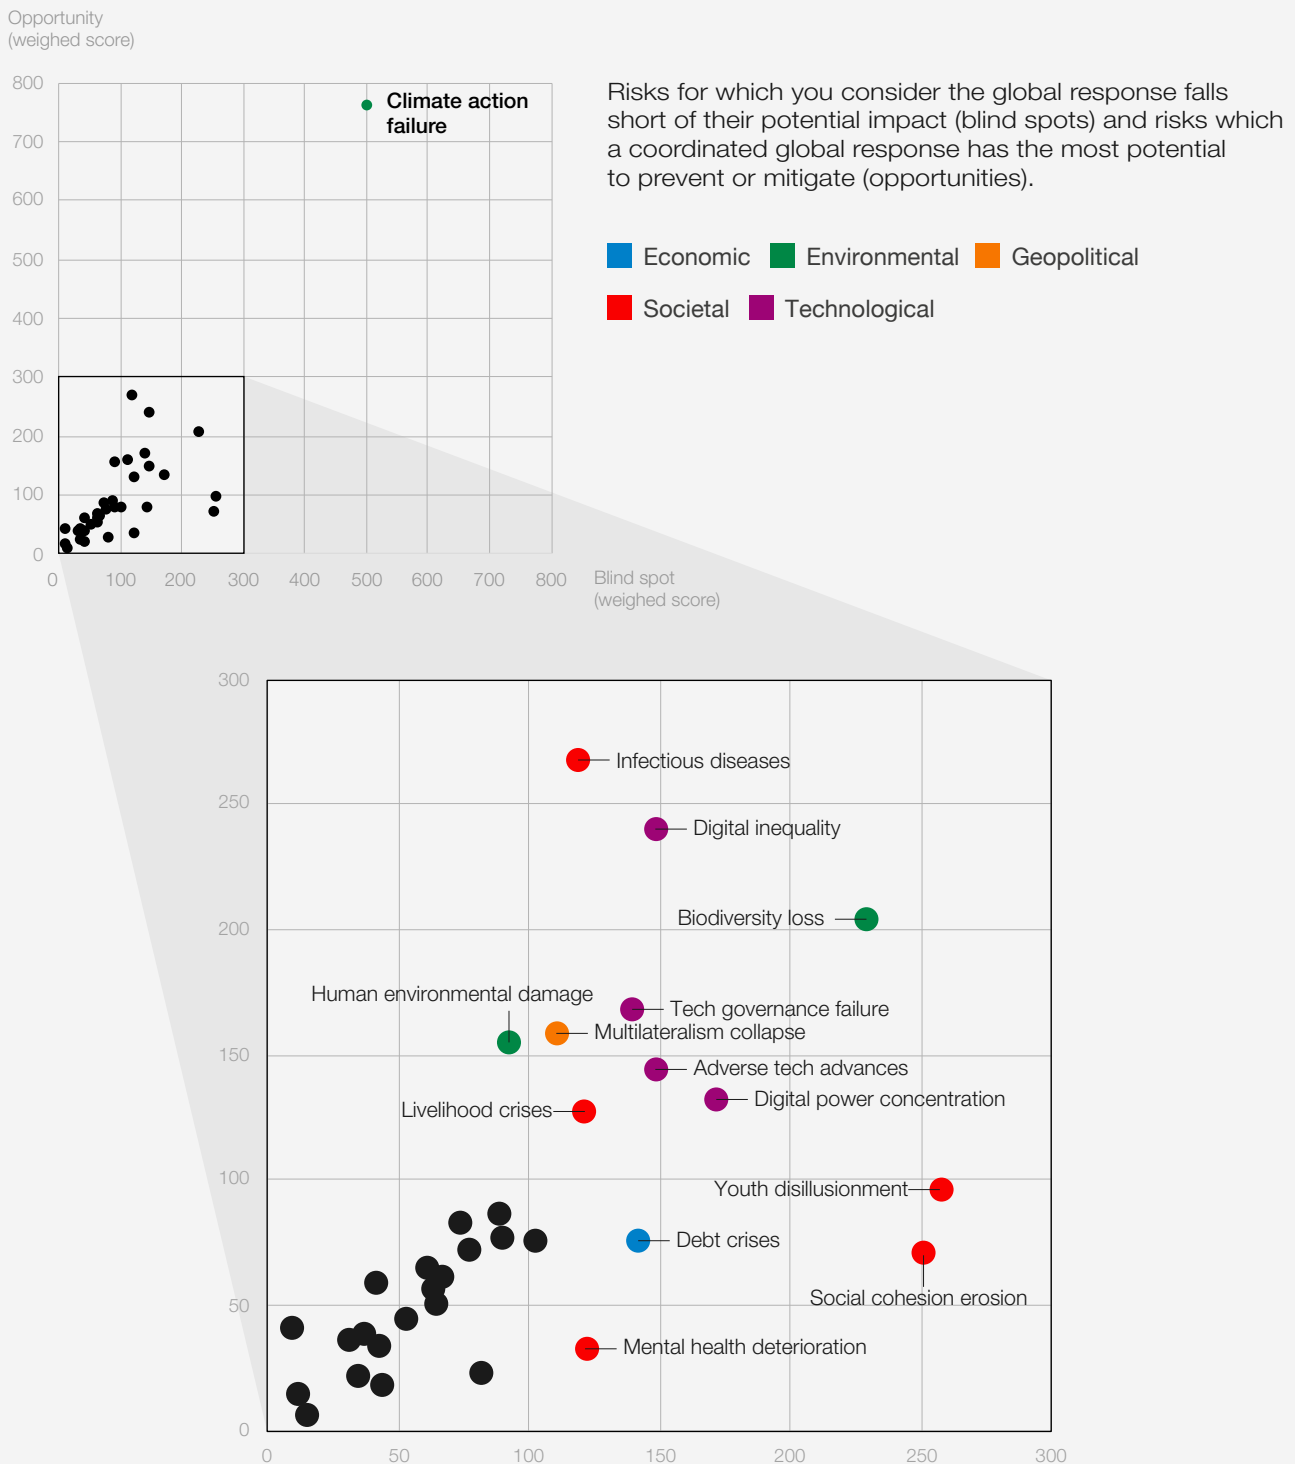 Opportunity
(weighed score)
800
700
600
500
400
300
200
100
0
0 100 200 300 400 500 600 700 800
Blind spot
(weighed score)
Climate action
failure
Risks for which you consider the global response falls
short of their potential impact (blind spots) and risks which
a coordinated global response has the most potential
to prevent or mitigate (opportunities).
Economic Environmental Geopolitical
Societal Technological
300
250
200
150
100
50
0
Infectious diseases
Digital inequality
Biodiversity loss
Human environmental damage
Tech governance failure
Multilateralism collapse
Adverse tech advances
Digital power concentration
Livelihood crises
Youth disillusionment
Debt crises
Social cohesion erosion
Mental health deterioration
0 50 100 150 200 250 300